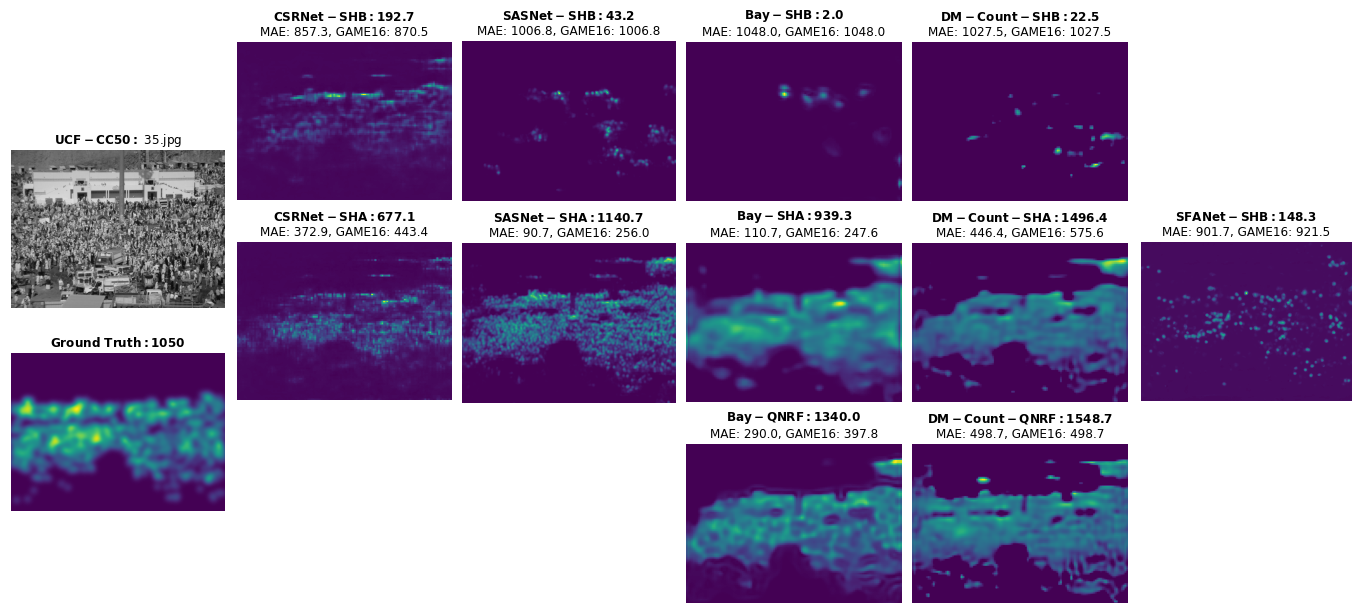 CSRNet−SHB: 192.7
MAE: 857.3, GAME16: 870.5
SASNet−SHB: 43.2
MAE: 1006.8, GAME16: 1006.8
Bay−SHB: 2.0
MAE: 1048.0, GAME16: 1048.0
DM−Count−SHB: 22.5
MAE: 1027.5, GAME16: 1027.5
UCF−CC50: 35.jpg
CSRNet−SHA: 677.1
MAE: 372.9, GAME16: 443.4
SASNet−SHA: 1140.7
MAE: 90.7, GAME16: 256.0
Bay−SHA: 939.3
MAE: 110.7, GAME16: 247.6
DM−Count−SHA: 1496.4
MAE: 446.4, GAME16: 575.6
SFANet−SHB: 148.3
MAE: 901.7, GAME16: 921.5
Ground Truth: 1050
Bay−QNRF: 1340.0
MAE: 290.0, GAME16: 397.8
DM−Count−QNRF: 1548.7
MAE: 498.7, GAME16: 498.7